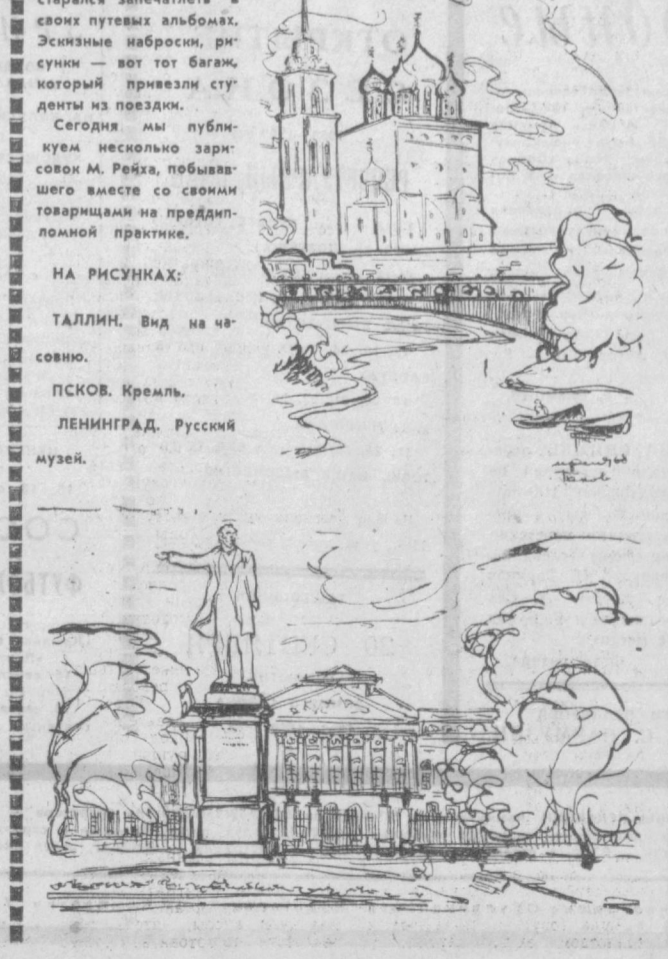 старался запечатлеть в
своих путевых альбомах.
Эскизные наброски, ри-
сунки — вот тот багаж,
который привезли сту-
денты из поездки.
Сегодня мы публи-
куем несколько зари-
совок М. Ройха, побывав-
шего вместе со своими
товарищами на преддип-
ломной практике.
НА РИСУНКАХ:
ТАЛЛИН. Вид на ча-
совню.
ПСКОВ. Кремль.
ЛЕНИНГРАД. Русский
музей.